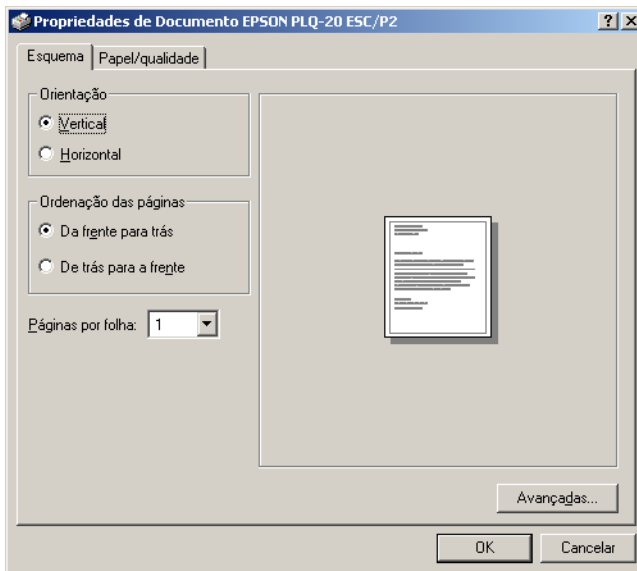 Propriedades de Documento EPSON PLQ-20 ESC/P2
Esquema Papel/qualidade
Orientação
Vertical
Horizontal
Ordenação das páginas
Da frente para trás
De trás para a frente
Páginas por folha: 1
Avançadas...
OK Cancelar